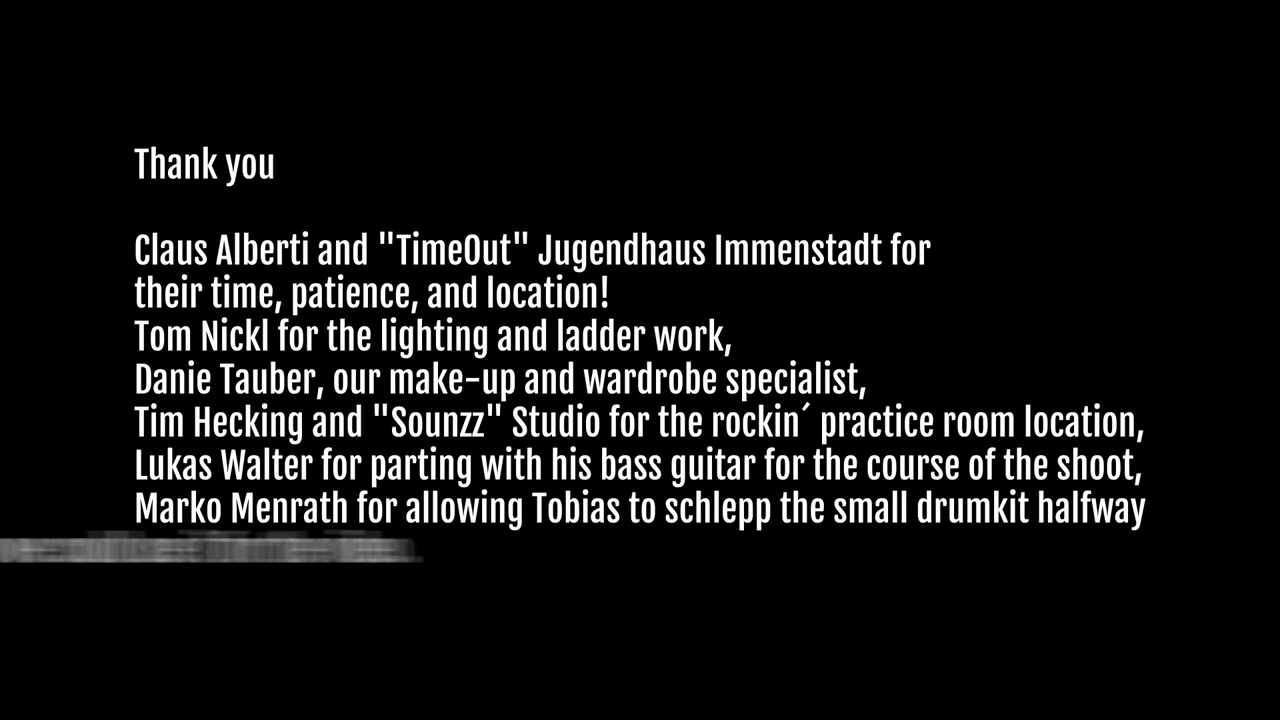 Thank you
Claus Alberti and "TimeOut" Jugendhaus Immenstadt for
their time, patience, and location!
Tom Nickl for the lighting and ladder work,
Danie Tauber, our make-up and wardrobe specialist,
Tim Hecking and "Sounzz" Studio for the rockin´ practice room location,
Lukas Walter for parting with his bass guitar for the course of the shoot,
Marko Menrath for allowing Tobias to schlepp the small drumkit halfway